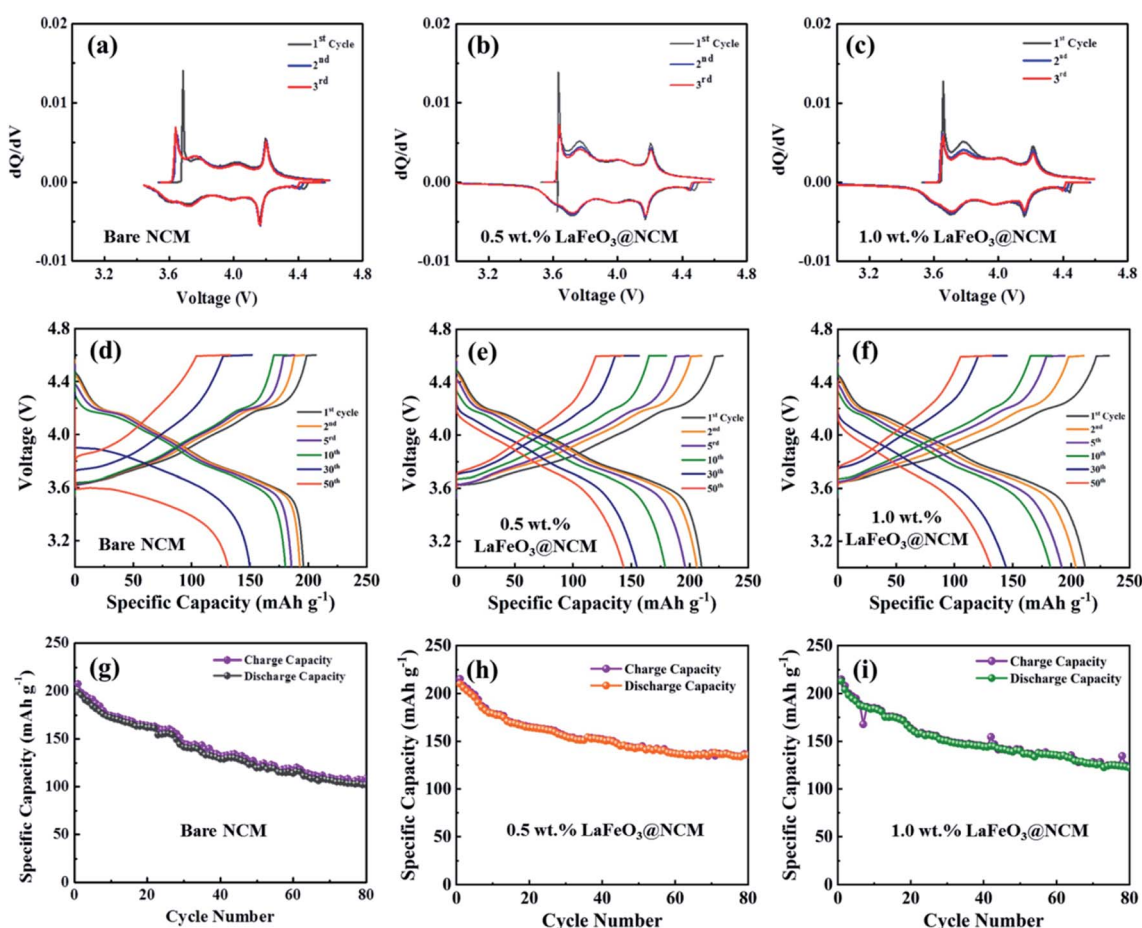 0.02
0.01
0.00
-0.01
dQ/dV
(a)
1st Cycle
2nd
3rd
Bare NCM
3.0 3.6 4.2 4.8
Voltage (V)
0.02
0.01
0.00
-0.01
dQ/dV
(b)
1st Cycle
2nd
3rd
0.5 wt.% LaFeO3@NCM
3.0 3.6 4.2 4.8
Voltage (V)
0.02
0.01
0.00
-0.01
dQ/dV
(c)
1st Cycle
2nd
3rd
1.0 wt.% LaFeO3@NCM
3.0 3.6 4.2 4.8
Voltage (V)
4.8
4.4
4.0
3.6
3.2
Voltage (V)
(d)
1st cycle
2nd
5rd
10th
30th
50th
Bare NCM
0 50 100 150 200 250
Specific Capacity (mAh g-1)
4.8
4.4
4.0
3.6
3.2
Voltage (V)
(e)
1st Cycle
2nd
5rd
10th
30th
50th
0.5 wt.%
LaFeO3@NCM
0 50 100 150 200 250
Specific Capacity (mAh g-1)
4.8
4.4
4.0
3.6
3.2
Voltage (V)
(f)
1st Cycle
2nd
5th
10th
30th
50th
1.0 wt.%
LaFeO3@NCM
0 50 100 150 200 250
Specific Capacity (mAh g-1)
250
200
150
100
50
0
Specific Capacity (mAh g-1)
(g)
Charge Capacity
Discharge Capacity
Bare NCM
0 20 40 60 80
Cycle Number
250
200
150
100
50
0
Specific Capacity (mAh g-1)
(h)
Charge Capacity
Discharge Capacity
0.5 wt.% LaFeO3@NCM
0 20 40 60 80
Cycle Number
250
200
150
100
50
0
Specific Capacity (mAh g-1)
(i)
Charge Capacity
Discharge Capacity
1.0 wt.% LaFeO3@NCM
0 20 40 60 80
Cycle Number